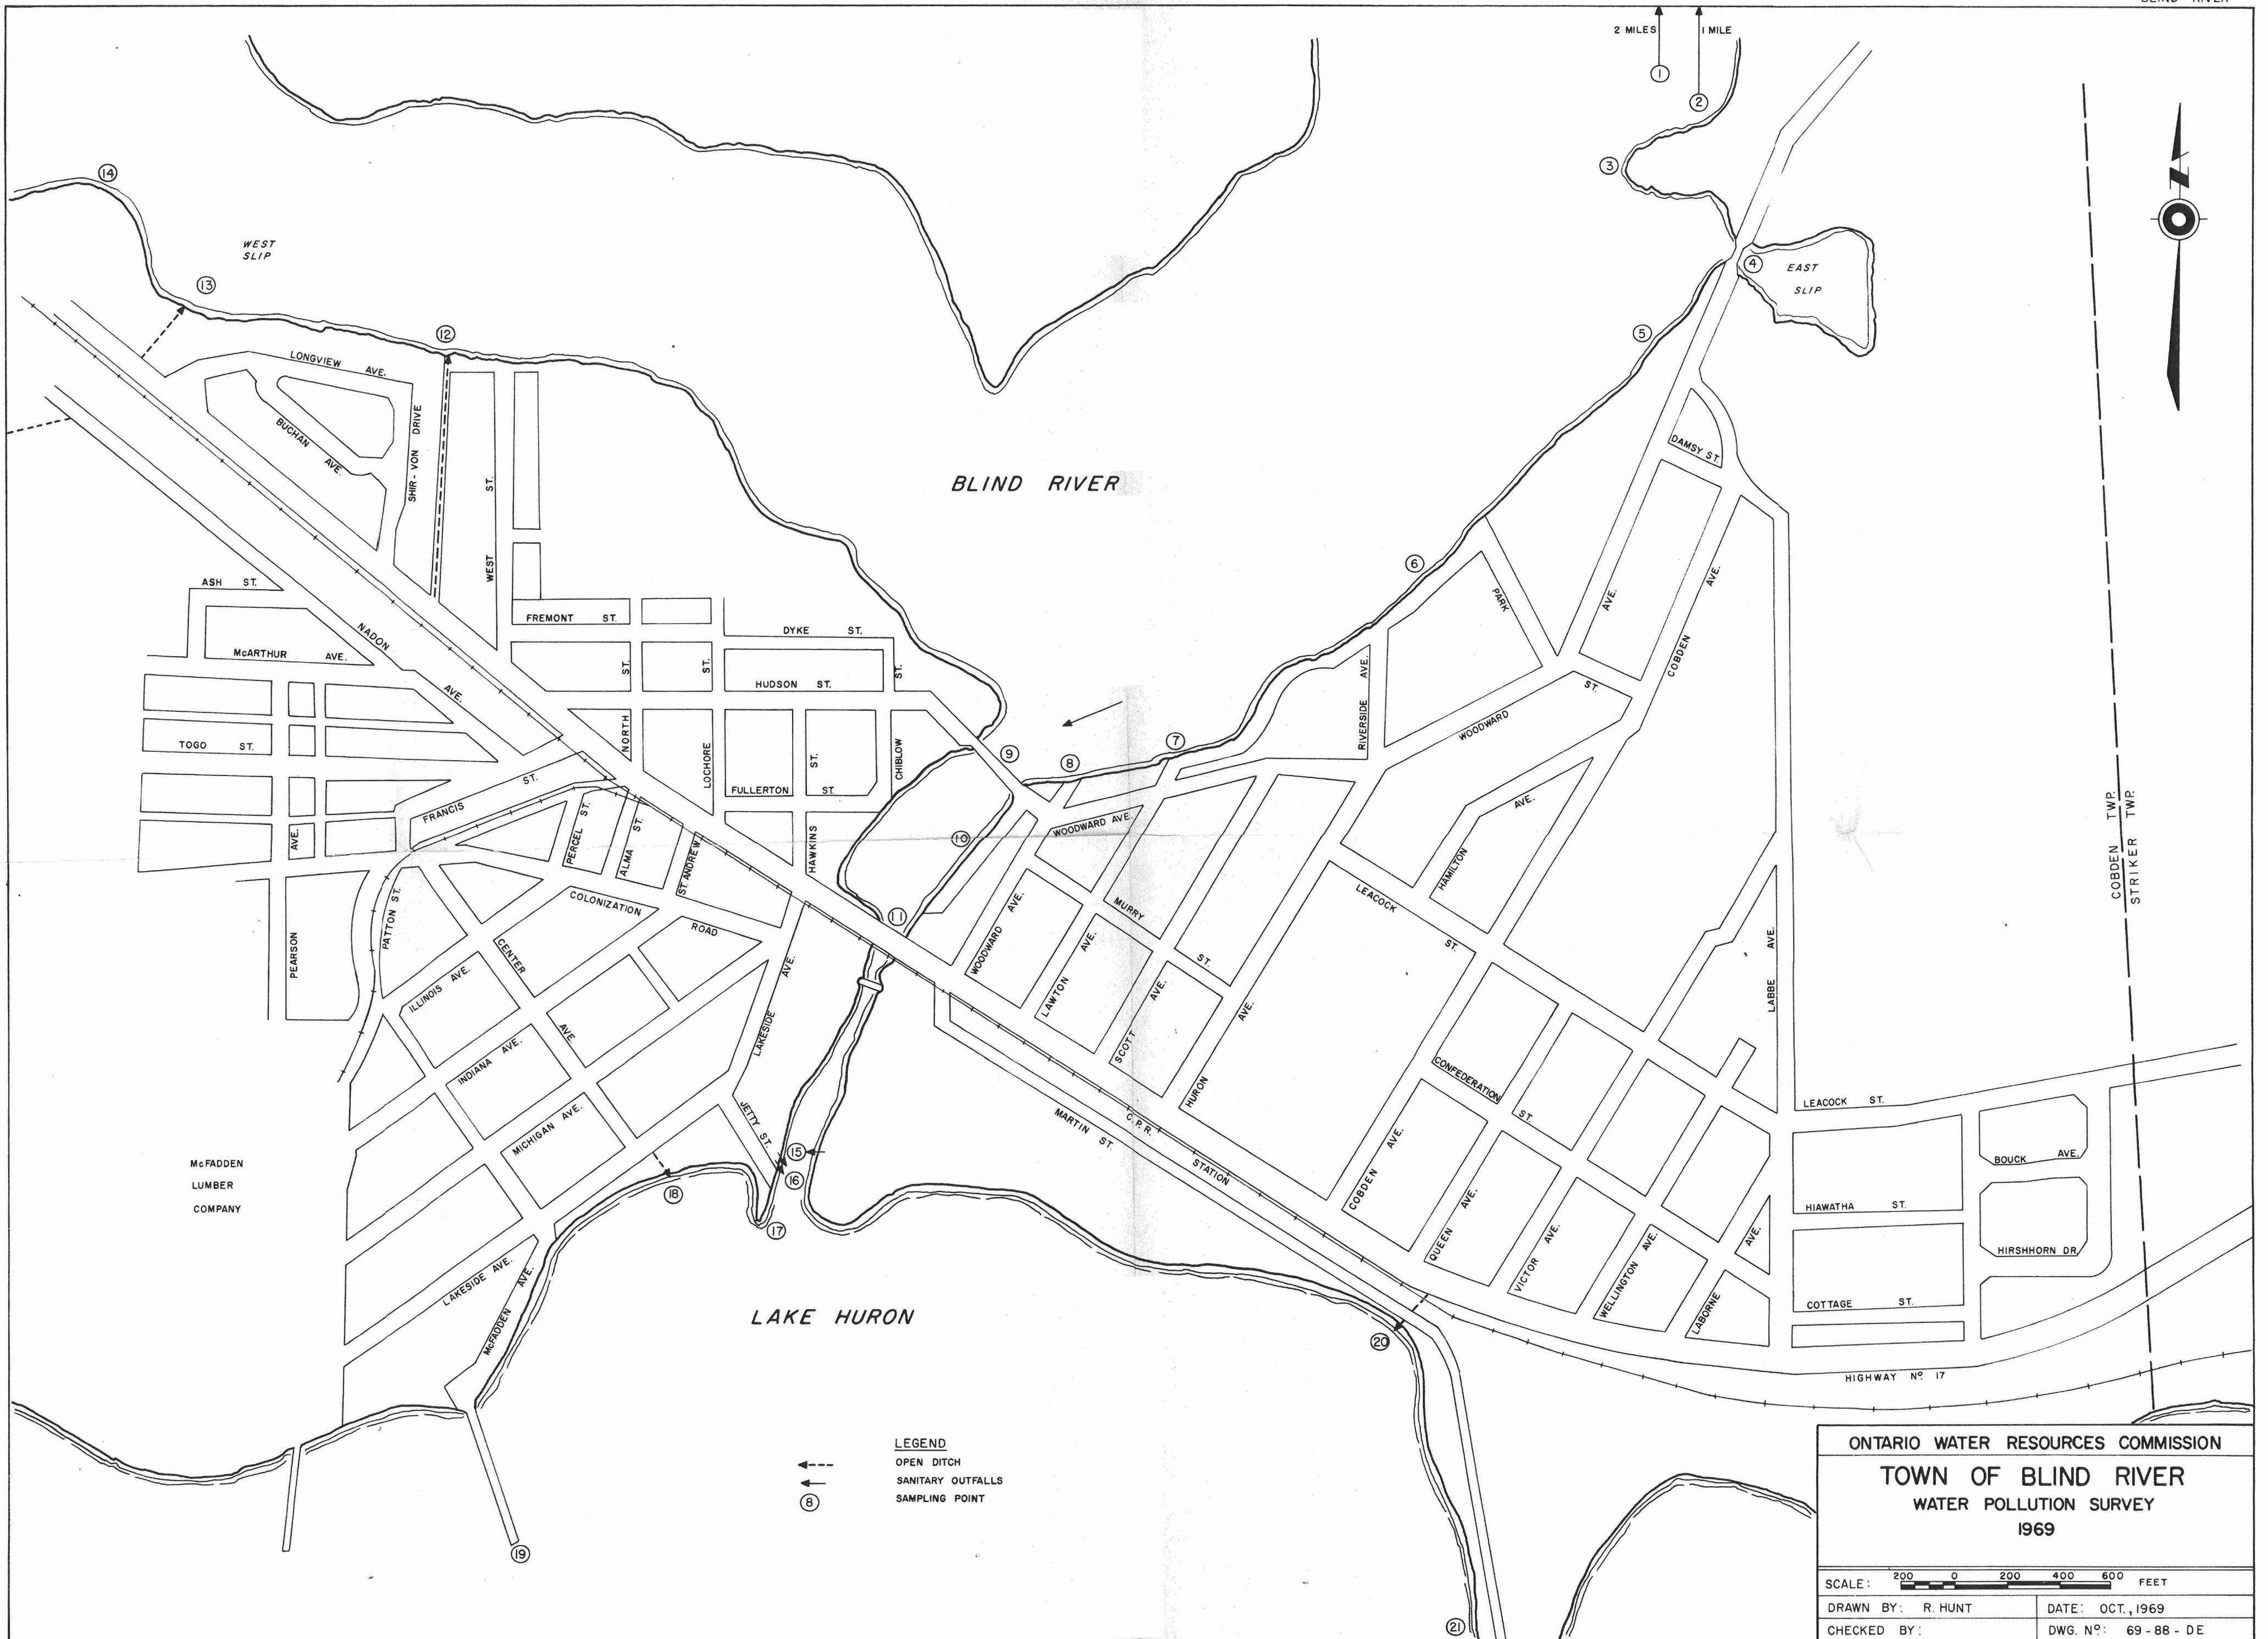 BLIND RIVER
2 MILES
1 MILE
1
2
3
N
14
WEST
SLIP
13
4
EAST
SLIP
12
5
LONGVIEW AVE.
BUCHAN AVE.
SHIR-VON DRIVE
WEST ST.
DAMSY ST.
BLIND RIVER
6
ASH ST.
PARK
AVE.
COBDEN AVE.
FREMONT ST.
NADON AVE.
DYKE ST.
McARTHUR AVE.
ST.
ST.
ST.
HUDSON ST.
RIVERSIDE AVE.
WOODWARD ST.
TOGO ST.
NORTH
LOCHORE
ST.
CHIBLOW
9
8
7
FULLERTON ST.
FRANCIS ST.
PERCEL ST.
ALMA ST.
ST. ANDREW
HAWKINS
10
WOODWARD AVE.
HAMILTON AVE.
COBDEN TWP.
STRIKER TWP.
AVE.
PEARSON
PATTON ST.
COLONIZATION ROAD
11
WOODWARD AVE.
MURRY ST.
LEACOCK ST.
CENTER AVE.
ILLINOIS AVE.
LAKESIDE AVE.
LAWTON AVE.
SCOTT AVE.
HURON AVE.
LABBE AVE.
INDIANA AVE.
MICHIGAN AVE.
JETTY ST.
CONFEDERATION ST.
LEACOCK ST.
MARTIN ST.
C.P.R.
STATION
15
16
17
18
McFADDEN
LUMBER
COMPANY
COBDEN AVE.
QUEEN AVE.
VICTOR AVE.
WELLINGTON AVE.
LABORNE AVE.
BOUCK AVE.
HIAWATHA ST.
HIRSHHORN DR.
COTTAGE ST.
LAKESIDE AVE.
McFADDEN AVE.
LAKE HURON
20
HIGHWAY Nº 17
19
21
LEGEND
OPEN DITCH
SANITARY OUTFALLS
8 SAMPLING POINT
ONTARIO WATER RESOURCES COMMISSION
TOWN OF BLIND RIVER
WATER POLLUTION SURVEY
1969
SCALE: 200 0 200 400 600 FEET
DRAWN BY: R. HUNT
DATE: OCT., 1969
CHECKED BY:
DWG. Nº: 69-88-DE